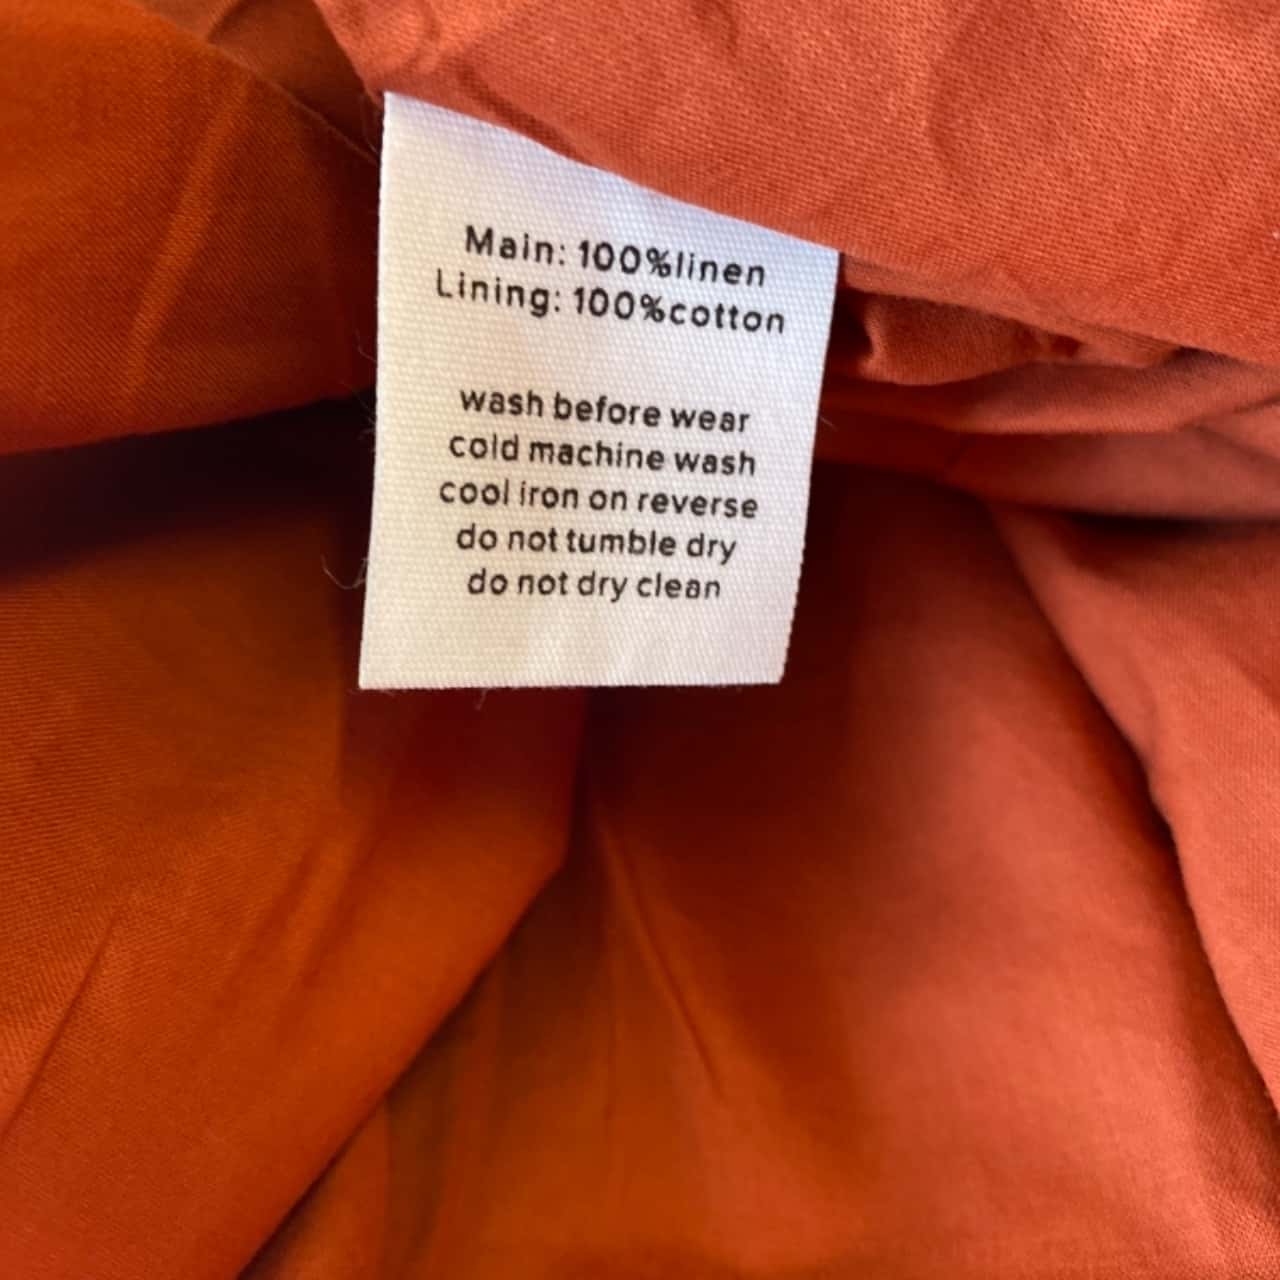 Main: 100%linen
Lining: 100%cotton
wash before wear
cold machine wash
cool iron on reverse
do not tumble dry
do not dry clean